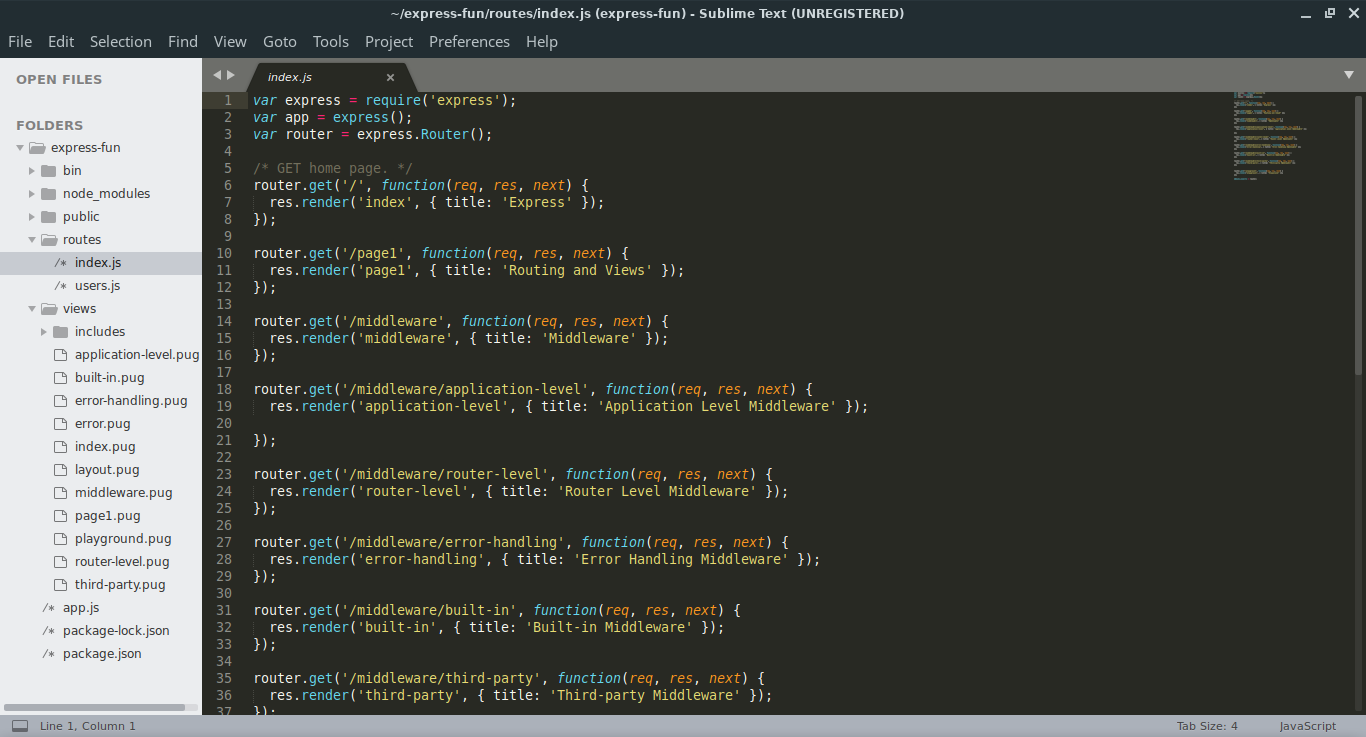 ~/express-fun/routes/index.js (express-fun) - Sublime Text (UNREGISTERED)
File Edit Selection Find View Goto Tools Project Preferences Help
OPEN FILES
FOLDERS
express-fun
bin
node_modules
public
routes
/* index.js
/* users.js
views
includes
application-level.pug
built-in.pug
error-handling.pug
error.pug
index.pug
layout.pug
middleware.pug
page1.pug
playground.pug
router-level.pug
third-party.pug
/* app.js
/* package-lock.json
/* package.json
index.js ×
1 var express = require('express');
2 var app = express();
3 var router = express.Router();
4
5 /* GET home page. */
6 router.get('/', function(req, res, next) {
7   res.render('index', { title: 'Express' });
8 });
9
10 router.get('/page1', function(req, res, next) {
11   res.render('page1', { title: 'Routing and Views' });
12 });
13
14 router.get('/middleware', function(req, res, next) {
15   res.render('middleware', { title: 'Middleware' });
16 });
17
18 router.get('/middleware/application-level', function(req, res, next) {
19   res.render('application-level', { title: 'Application Level Middleware' });
20
21 });
22
23 router.get('/middleware/router-level', function(req, res, next) {
24   res.render('router-level', { title: 'Router Level Middleware' });
25 });
26
27 router.get('/middleware/error-handling', function(req, res, next) {
28   res.render('error-handling', { title: 'Error Handling Middleware' });
29 });
30
31 router.get('/middleware/built-in', function(req, res, next) {
32   res.render('built-in', { title: 'Built-in Middleware' });
33 });
34
35 router.get('/middleware/third-party', function(req, res, next) {
36   res.render('third-party', { title: 'Third-party Middleware' });
37 });
Line 1, Column 1
Tab Size: 4 JavaScript